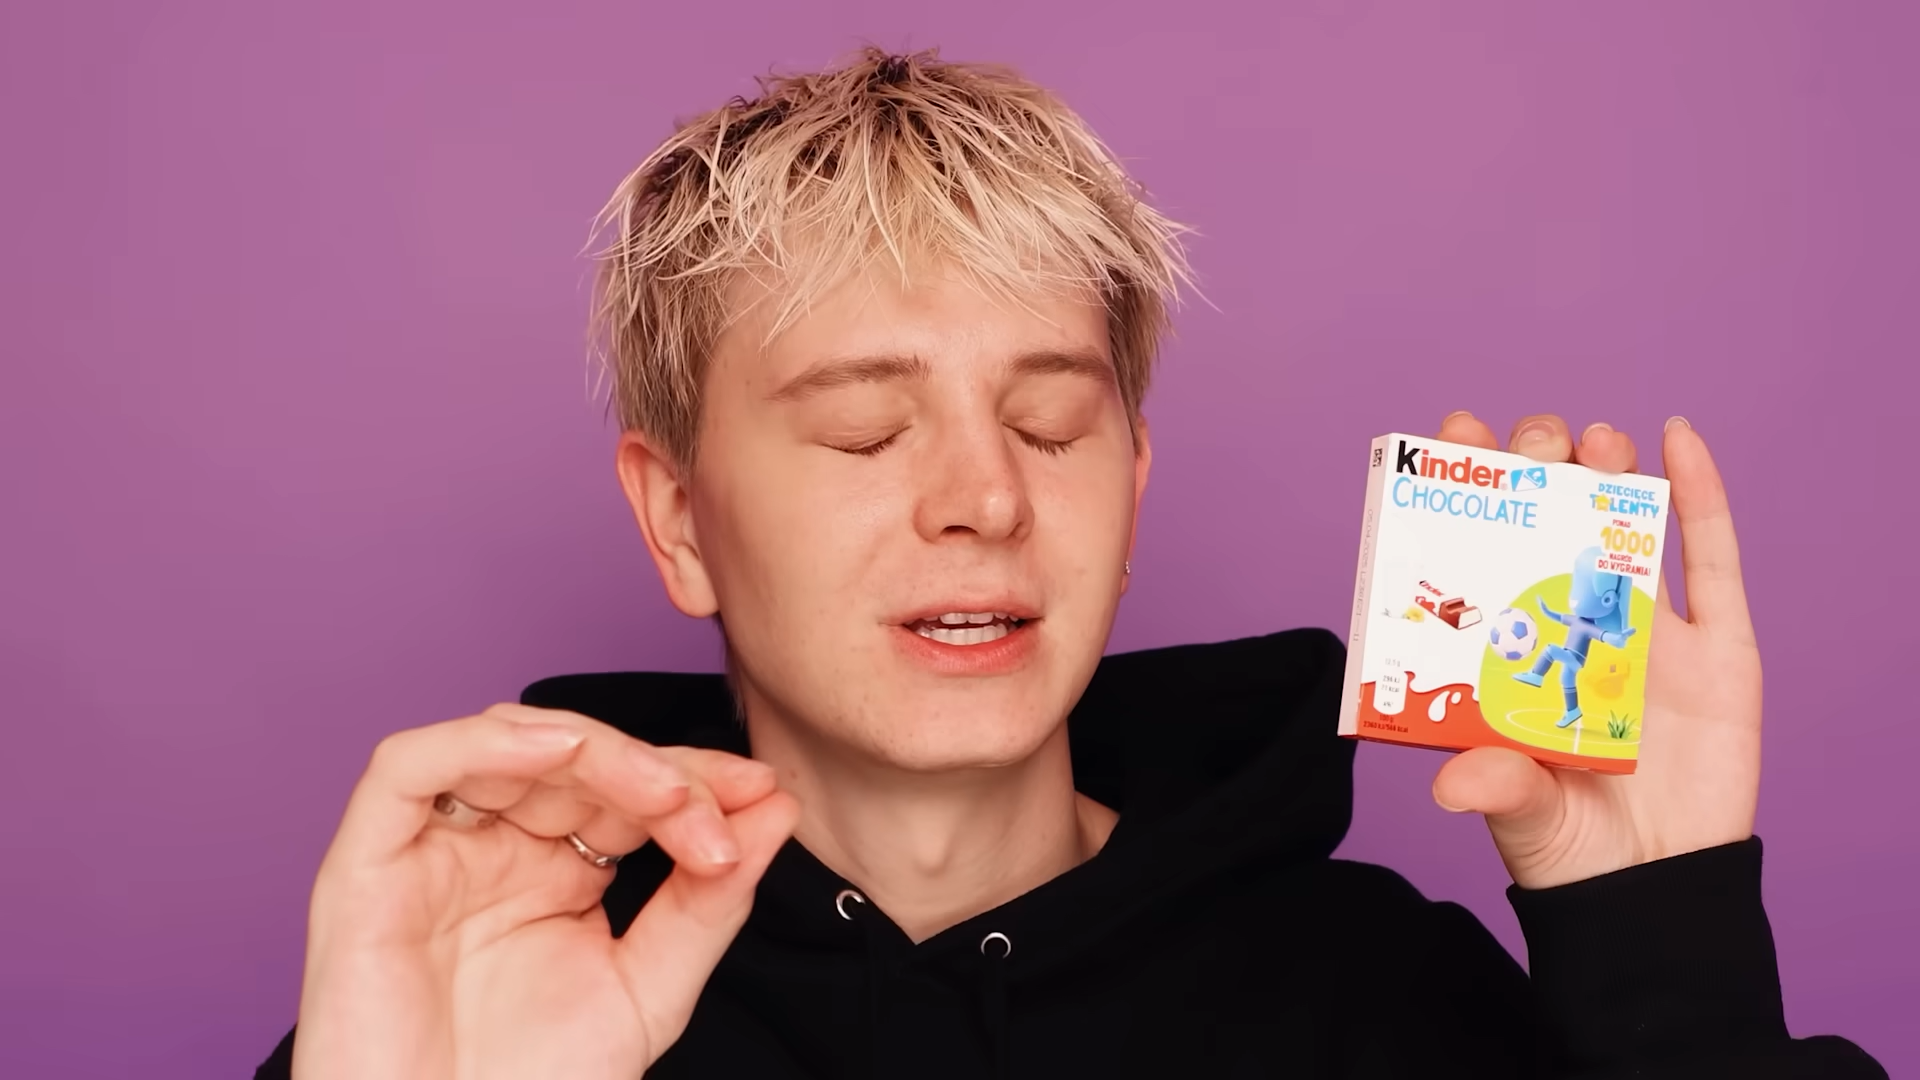 kinder
CHOCOLATE
DZIECIĘCE
TALENTY
PONAD
1000
NAGRÓD
DO WYGRANIA!